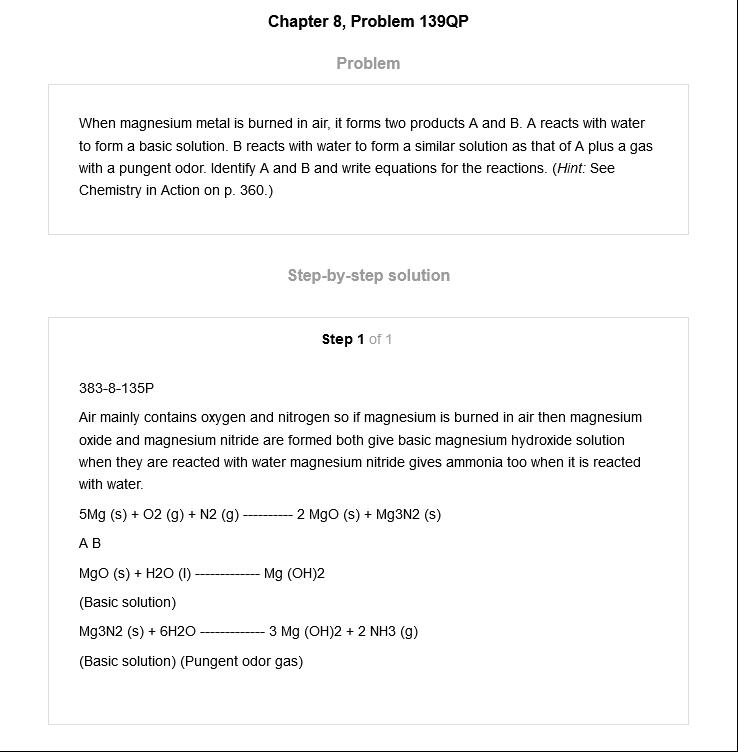 Chapter 8, Problem 139QP
Problem
When magnesium metal is burned in air, it forms two products A and B. A reacts with water
to form a basic solution. B reacts with water to form a similar solution as that of A plus a gas
with a pungent odor. Identify A and B and write equations for the reactions. (Hint: See
Chemistry in Action on p. 360.)
Step-by-step solution
Step 1 of 1
383-8-135P
Air mainly contains oxygen and nitrogen so if magnesium is burned in air then magnesium
oxide and magnesium nitride are formed both give basic magnesium hydroxide solution
when they are reacted with water magnesium nitride gives ammonia too when it is reacted
with water.
5Mg (s) + O2 (g) + N2 (g) ---------- 2 MgO (s) + Mg3N2 (s)
A B
MgO (s) + H2O (l) ------------- Mg (OH)2
(Basic solution)
Mg3N2 (s) + 6H2O ------------- 3 Mg (OH)2 + 2 NH3 (g)
(Basic solution) (Pungent odor gas)